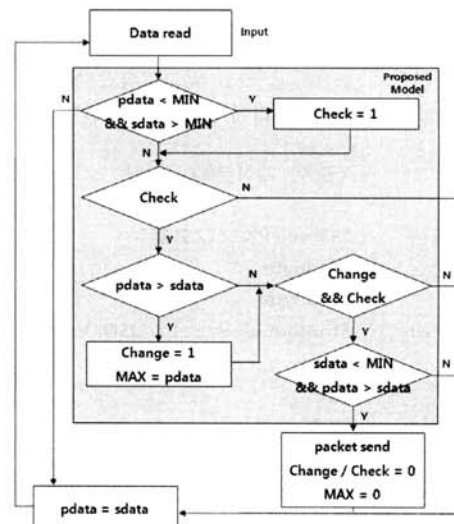 Data read
Input
Proposed
Model
N
pdata < MIN
&& sdata > MIN
Y
Check = 1
N
Check
N
Y
pdata > sdata
N
Change
&& Check
N
Y
Y
Change = 1
MAX = pdata
sdata < MIN
&& pdata > sdata
N
Y
packet send
Change / Check = 0
MAX = 0
pdata = sdata